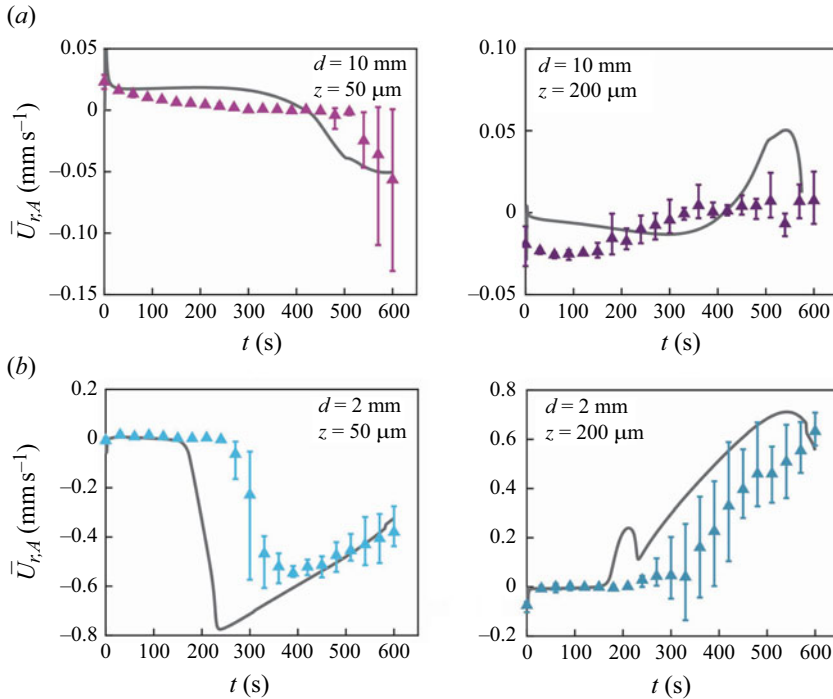 (a)
0.05
0
−0.05
−0.10
−0.15
0 100 200 300 400 500 600
t (s)
Ūr,A (mm s−1)
d = 10 mm
z = 50 μm
0.10
0.05
0
−0.05
0 100 200 300 400 500 600
t (s)
d = 10 mm
z = 200 μm
(b)
0.2
0
−0.2
−0.4
−0.6
−0.8
0 100 200 300 400 500 600
t (s)
Ūr,A (mm s−1)
d = 2 mm
z = 50 μm
0.8
0.6
0.4
0.2
0
−0.2
0 100 200 300 400 500 600
t (s)
d = 2 mm
z = 200 μm